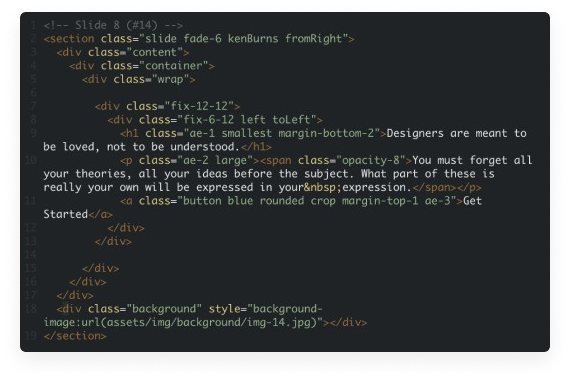 1 <!-- Slide 8 (#14) -->
2 <section class="slide fade-6 kenBurns fromRight">
3 <div class="content">
4 <div class="container">
5 <div class="wrap">
6
7 <div class="fix-12-12">
8 <div class="fix-6-12 left toLeft">
9 <h1 class="ae-1 smallest margin-bottom-2">Designers are meant to
be loved, not to be understood.</h1>
10 <p class="ae-2 large"><span class="opacity-8">You must forget all
your theories, all your ideas before the subject. What part of these is
really your own will be expressed in your&nbsp;expression.</span></p>
11 <a class="button blue rounded crop margin-top-1 ae-3">Get
Started</a>
12 </div>
13 </div>
14
15 </div>
16 </div>
17 </div>
18 <div class="background" style="background-
image:url(assets/img/background/img-14.jpg)"></div>
19 </section>